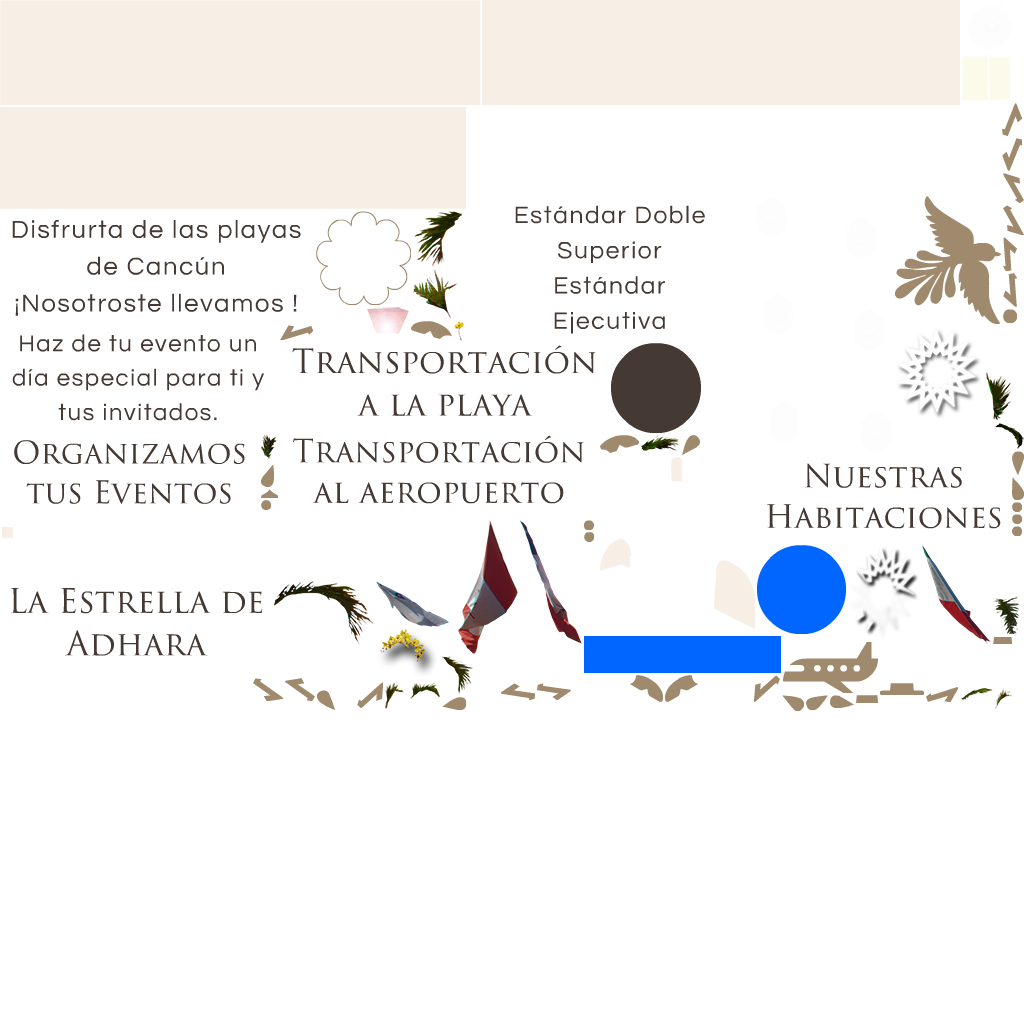 Disfrurta de las playas
de Cancún
¡Nosotroste llevamos !
Haz de tu evento un
día especial para ti y
tus invitados.
Organizamos
tus Eventos
Estándar Doble
Superior
Estándar
Ejecutiva
Transportación
a la playa
Transportación
al aeropuerto
Nuestras
Habitaciones
La Estrella de
Adhara